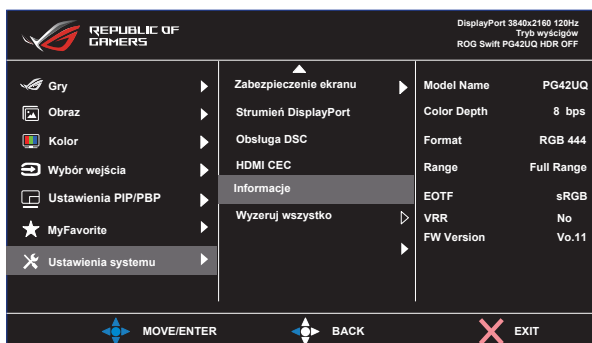 REPUBLIC OF
GAMERS
DisplayPort 3840x2160 120Hz
Tryb wyścigów
ROG Swift PG42UQ HDR OFF
Gry
Obraz
Kolor
Wybór wejścia
Ustawienia PIP/PBP
MyFavorite
Ustawienia systemu
Zabezpieczenie ekranu
Strumień DisplayPort
Obsługa DSC
HDMI CEC
Informacje
Wyzeruj wszystko
Model Name PG42UQ
Color Depth 8 bps
Format RGB 444
Range Full Range
EOTF sRGB
VRR No
FW Version Vo.11
MOVE/ENTER
BACK
EXIT